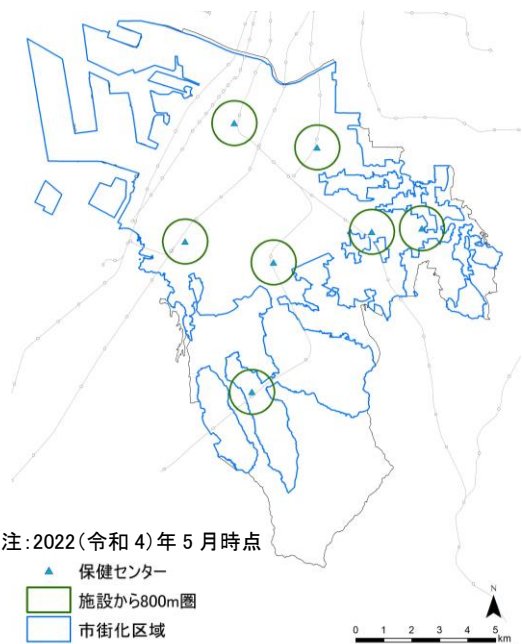 注:2022(令和 4)年 5 月時点
保健センター
施設から800m圏
市街化区域
N
0 1 2 3 4 5
km